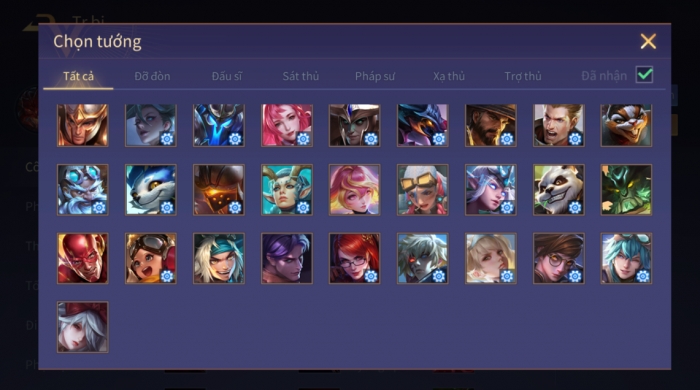 Chọn tướng
Tất cả Đỡ đòn Đấu sĩ Sát thủ Pháp sư Xạ thủ Trợ thủ Đã nhận